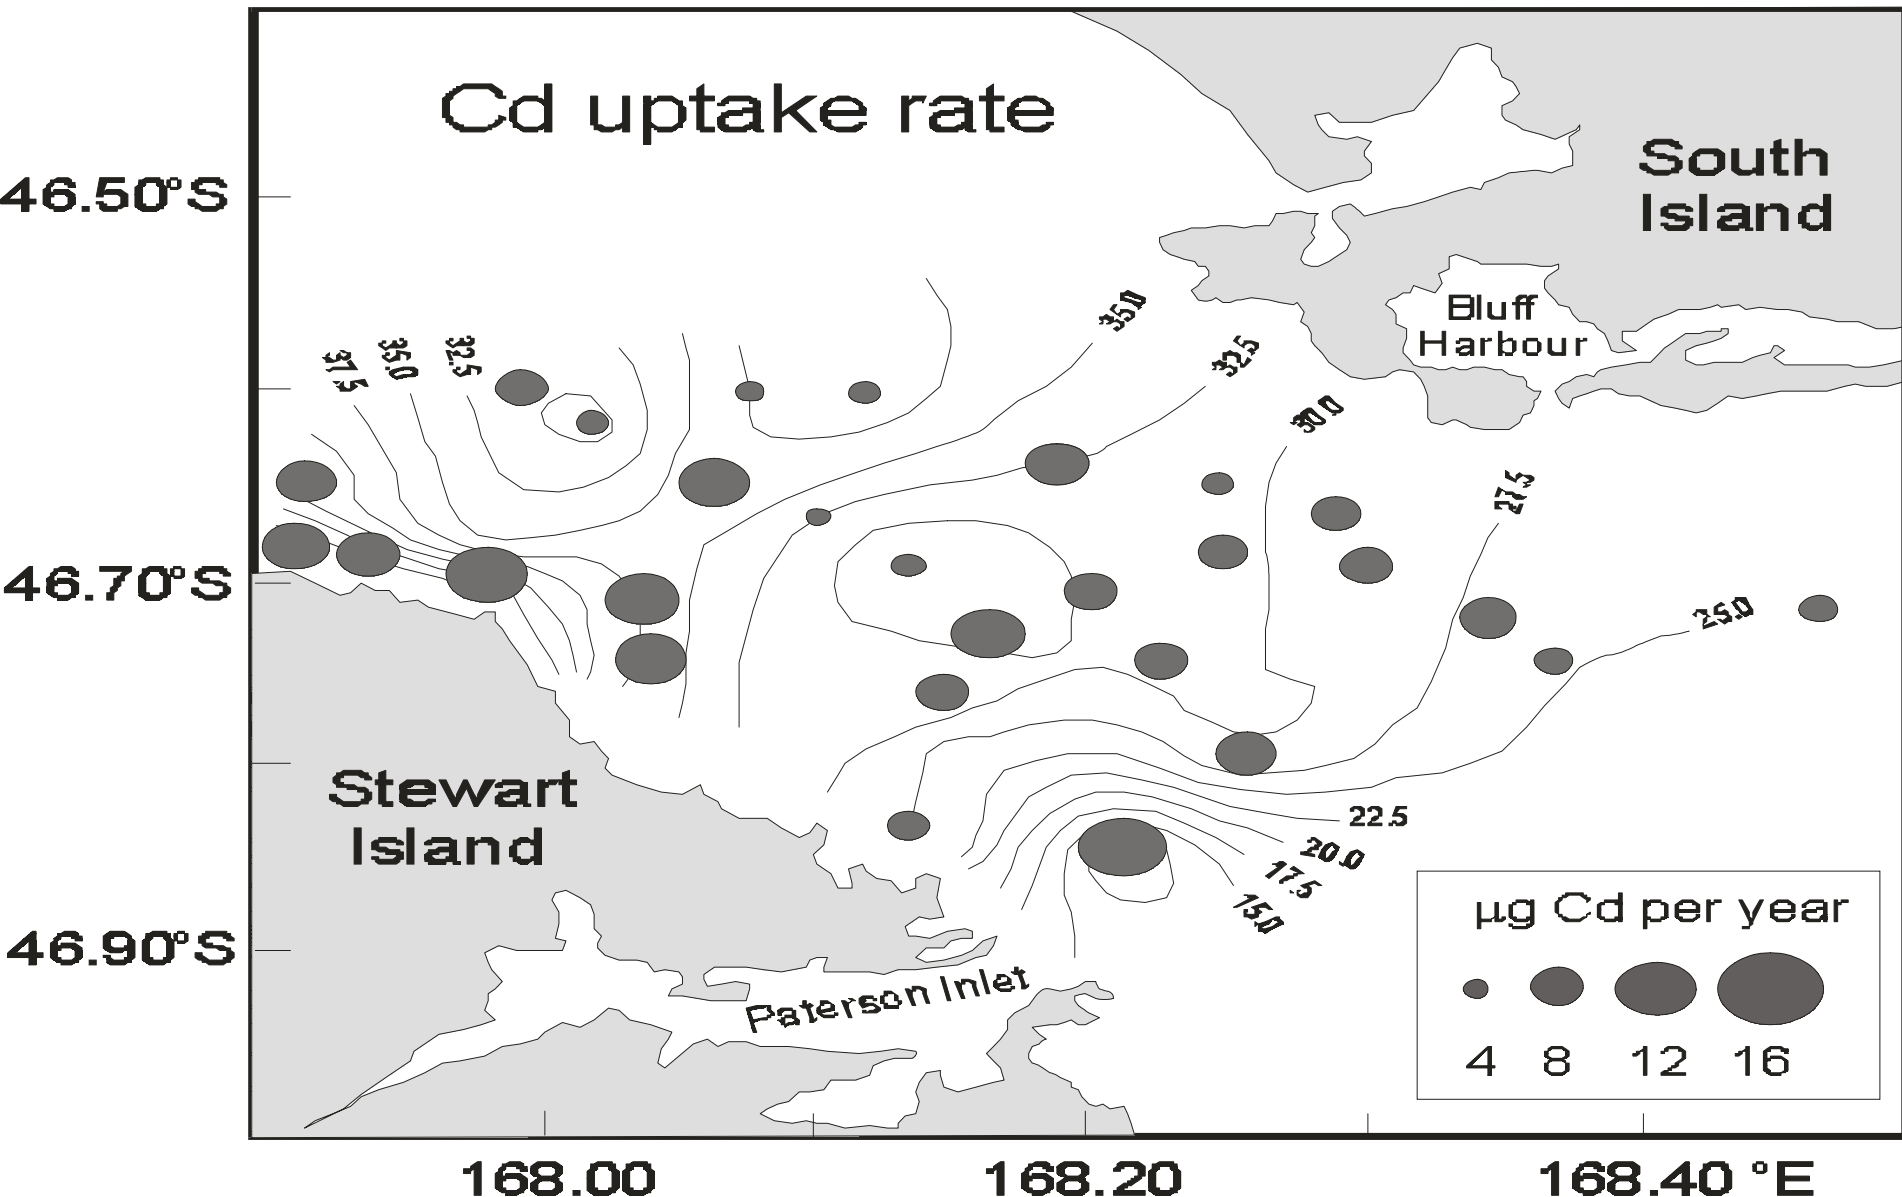 Cd uptake rate
South
Island
46.50°S
Bluff
Harbour
35.0
32.5
37.5
35.0
32.5
30.0
27.5
46.70°S
25.0
Stewart
Island
22.5
20.0
17.5
15.0
46.90°S
Paterson Inlet
µg Cd per year
4 8 12 16
168.00 168.20 168.40 °E